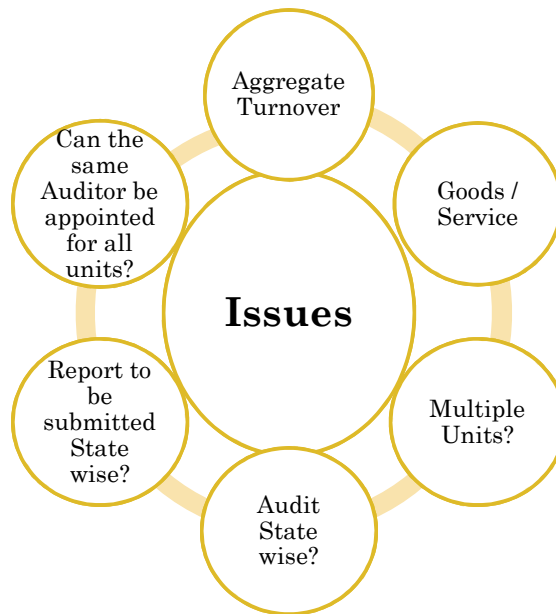 Aggregate
Turnover
Goods /
Service
Multiple
Units?
Audit
State
wise?
Report to
be
submitted
State
wise?
Can the
same
Auditor be
appointed
for all
units?
Issues